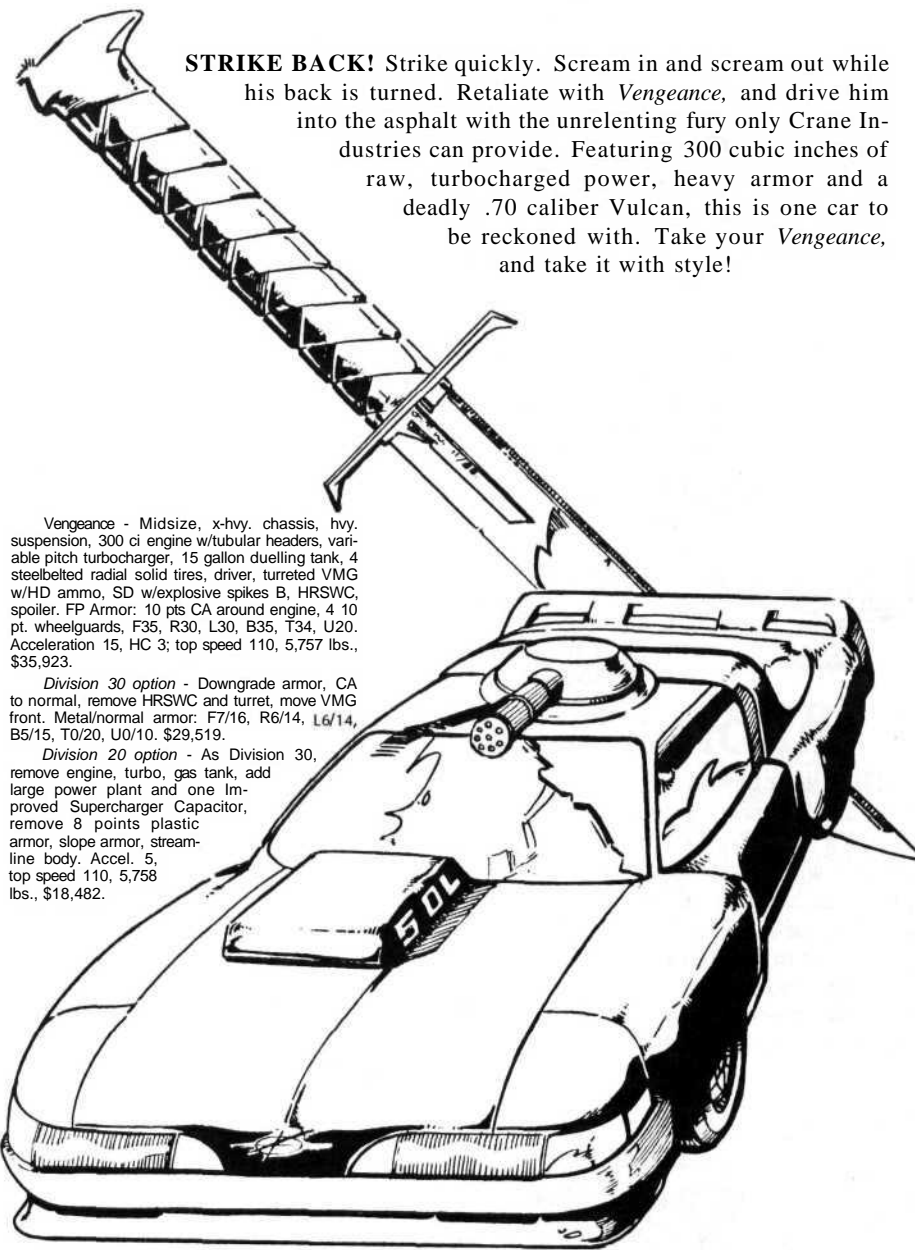 STRIKE BACK! Strike quickly. Scream in and scream out while
his back is turned. Retaliate with Vengeance, and drive him
into the asphalt with the unrelenting fury only Crane In-
dustries can provide. Featuring 300 cubic inches of
raw, turbocharged power, heavy armor and a
deadly .70 caliber Vulcan, this is one car to
be reckoned with. Take your Vengeance,
and take it with style!
Vengeance - Midsize, x-hvy. chassis, hvy.
suspension, 300 ci engine w/tubular headers, vari-
able pitch turbocharger, 15 gallon duelling tank, 4
steelbelted radial solid tires, driver, turreted VMG
w/HD ammo, SD w/explosive spikes B, HRSWC,
spoiler. FP Armor: 10 pts CA around engine, 4 10
pt. wheelguards, F35, R30, L30, B35, T34, U20.
Acceleration 15, HC 3; top speed 110, 5,757 lbs.,
$35,923.
Division 30 option - Downgrade armor, CA
to normal, remove HRSWC and turret, move VMG
front. Metal/normal armor: F7/16, R6/14, L6/14,
B5/15, T0/20, U0/10. $29,519.
Division 20 option - As Division 30,
remove engine, turbo, gas tank, add
large power plant and one Im-
proved Supercharger Capacitor,
remove 8 points plastic
armor, slope armor, stream-
line body. Accel. 5,
top speed 110, 5,758
lbs., $18,482.
5 0L